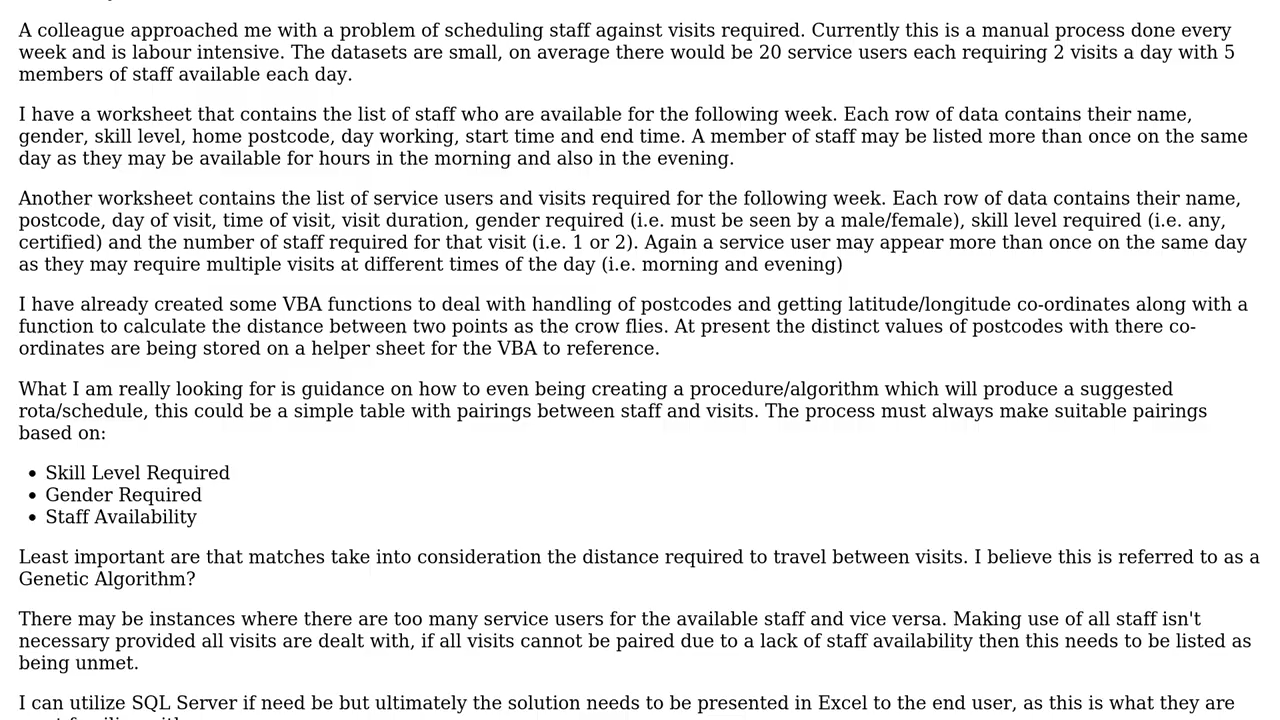 A colleague approached me with a problem of scheduling staff against visits required. Currently this is a manual process done every
week and is labour intensive. The datasets are small, on average there would be 20 service users each requiring 2 visits a day with 5
members of staff available each day.
I have a worksheet that contains the list of staff who are available for the following week. Each row of data contains their name,
gender, skill level, home postcode, day working, start time and end time. A member of staff may be listed more than once on the same
day as they may be available for hours in the morning and also in the evening.
Another worksheet contains the list of service users and visits required for the following week. Each row of data contains their name,
postcode, day of visit, time of visit, visit duration, gender required (i.e. must be seen by a male/female), skill level required (i.e. any,
certified) and the number of staff required for that visit (i.e. 1 or 2). Again a service user may appear more than once on the same day
as they may require multiple visits at different times of the day (i.e. morning and evening)
I have already created some VBA functions to deal with handling of postcodes and getting latitude/longitude co-ordinates along with a
function to calculate the distance between two points as the crow flies. At present the distinct values of postcodes with there co-
ordinates are being stored on a helper sheet for the VBA to reference.
What I am really looking for is guidance on how to even being creating a procedure/algorithm which will produce a suggested
rota/schedule, this could be a simple table with pairings between staff and visits. The process must always make suitable pairings
based on:
• Skill Level Required
• Gender Required
• Staff Availability
Least important are that matches take into consideration the distance required to travel between visits. I believe this is referred to as a
Genetic Algorithm?
There may be instances where there are too many service users for the available staff and vice versa. Making use of all staff isn't
necessary provided all visits are dealt with, if all visits cannot be paired due to a lack of staff availability then this needs to be listed as
being unmet.
I can utilize SQL Server if need be but ultimately the solution needs to be presented in Excel to the end user, as this is what they are